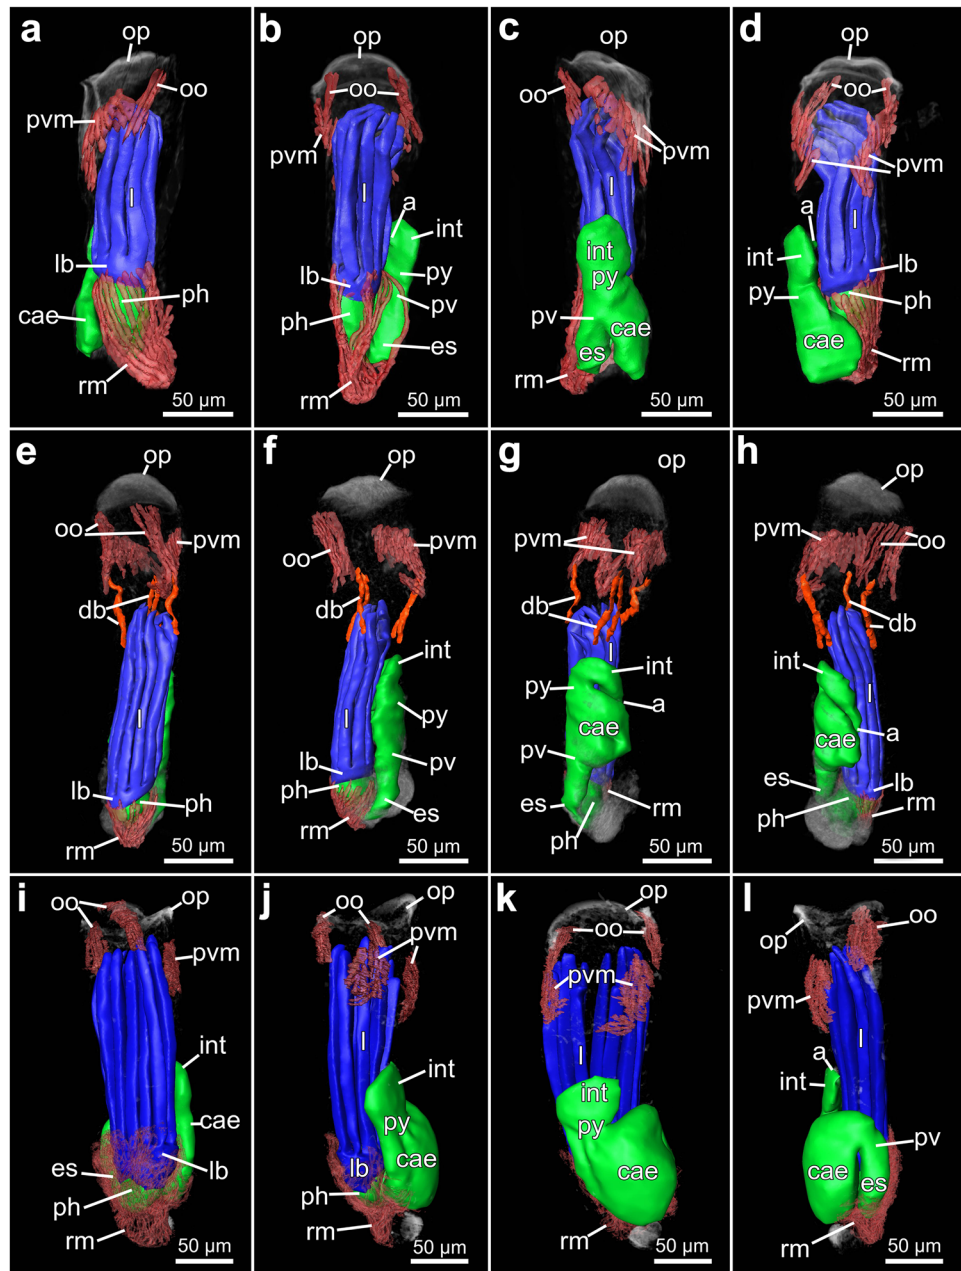 a
op
oo
pvm
l
lb
ph
cae
rm
50 µm
b
op
oo
pvm
l
a
int
lb
py
ph
pv
es
rm
50 µm
c
op
oo
pvm
l
int
py
pv
cae
es
rm
50 µm
d
op
oo
pvm
a
l
int
lb
py
ph
cae
rm
50 µm
e
op
oo
pvm
db
l
lb
ph
rm
50 µm
f
op
oo
pvm
db
int
l
py
pv
lb
ph
es
rm
50 µm
g
op
pvm
db
l
int
py
a
cae
pv
es
rm
ph
50 µm
h
op
pvm
oo
db
int
cae
a
es
lb
ph
rm
50 µm
i
oo
op
pvm
int
cae
es
lb
ph
rm
50 µm
j
oo
op
pvm
l
int
py
cae
lb
ph
rm
50 µm
k
op
oo
pvm
l
int
py
cae
rm
50 µm
l
oo
op
pvm
l
a
int
pv
cae
es
rm
50 µm